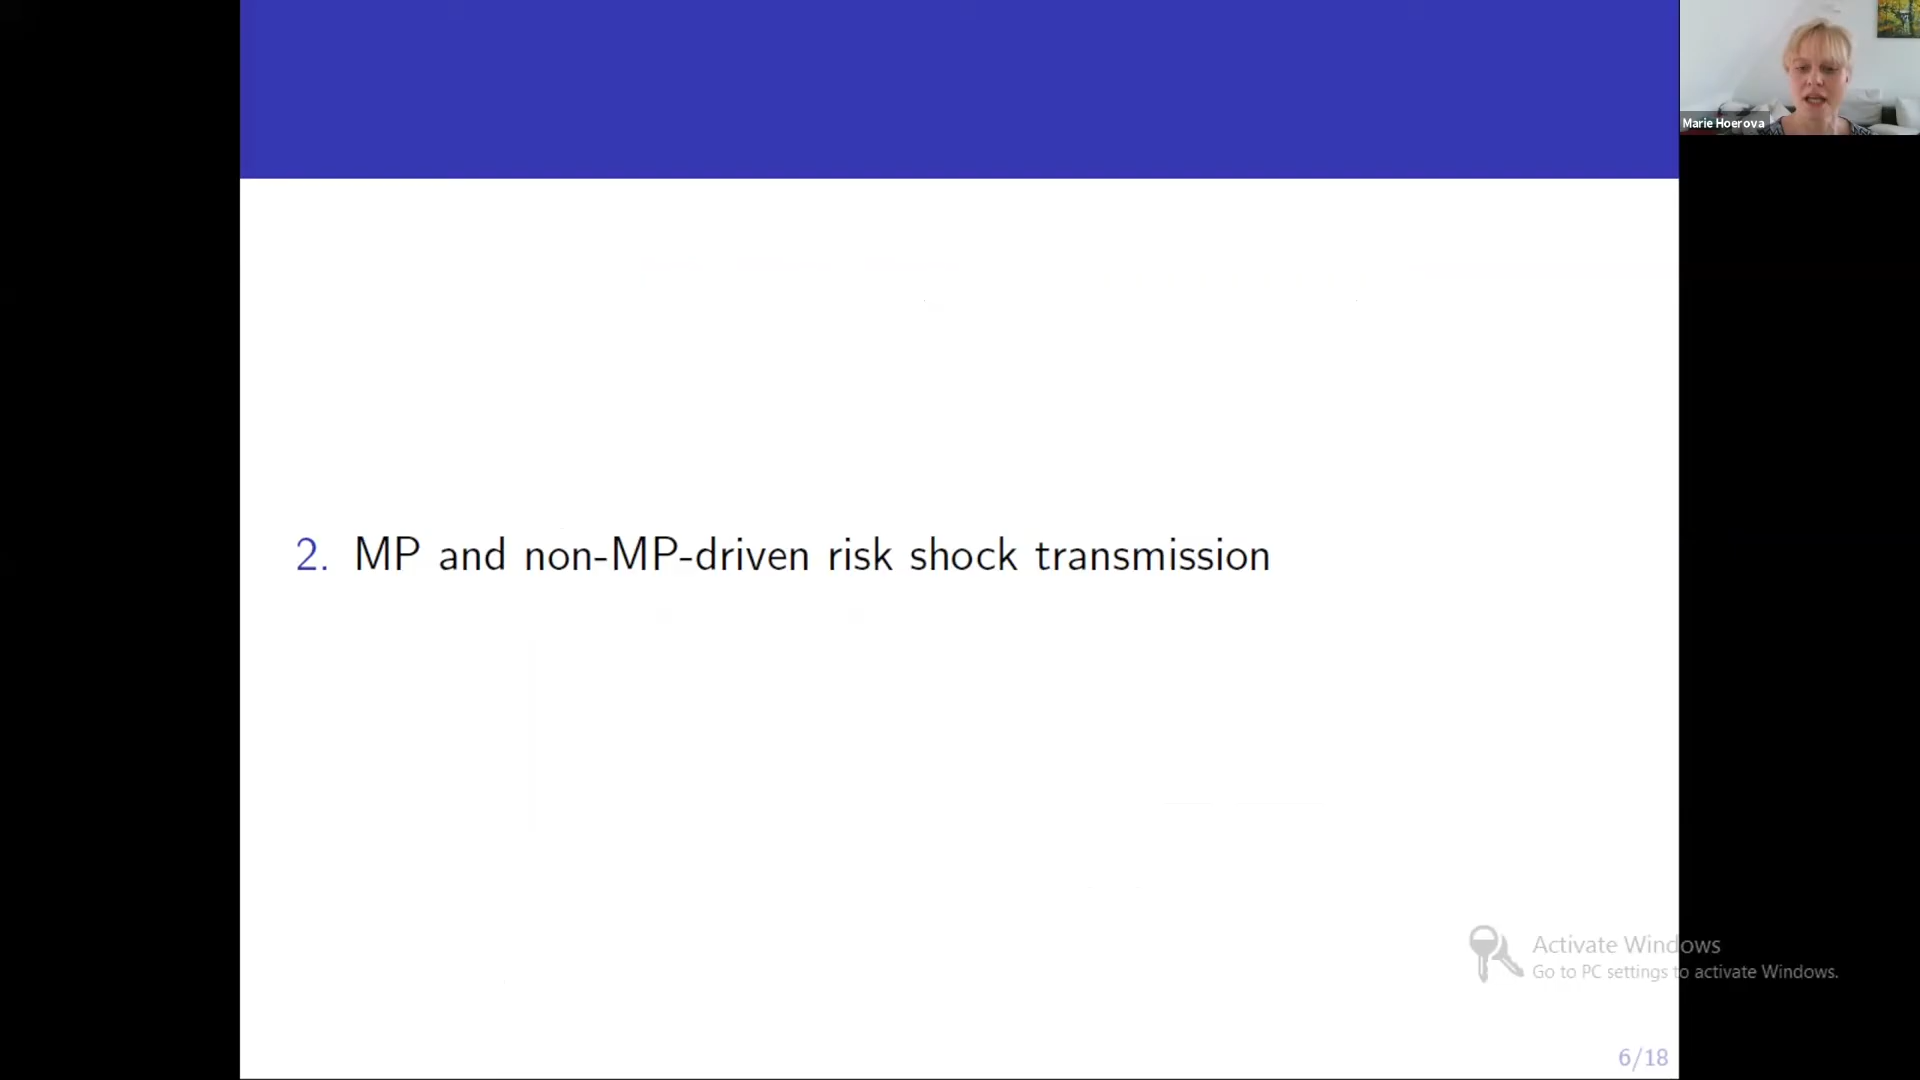 Marie Hoerova
2. MP and non-MP-driven risk shock transmission
Activate Windows
Go to PC settings to activate Windows.
6/18